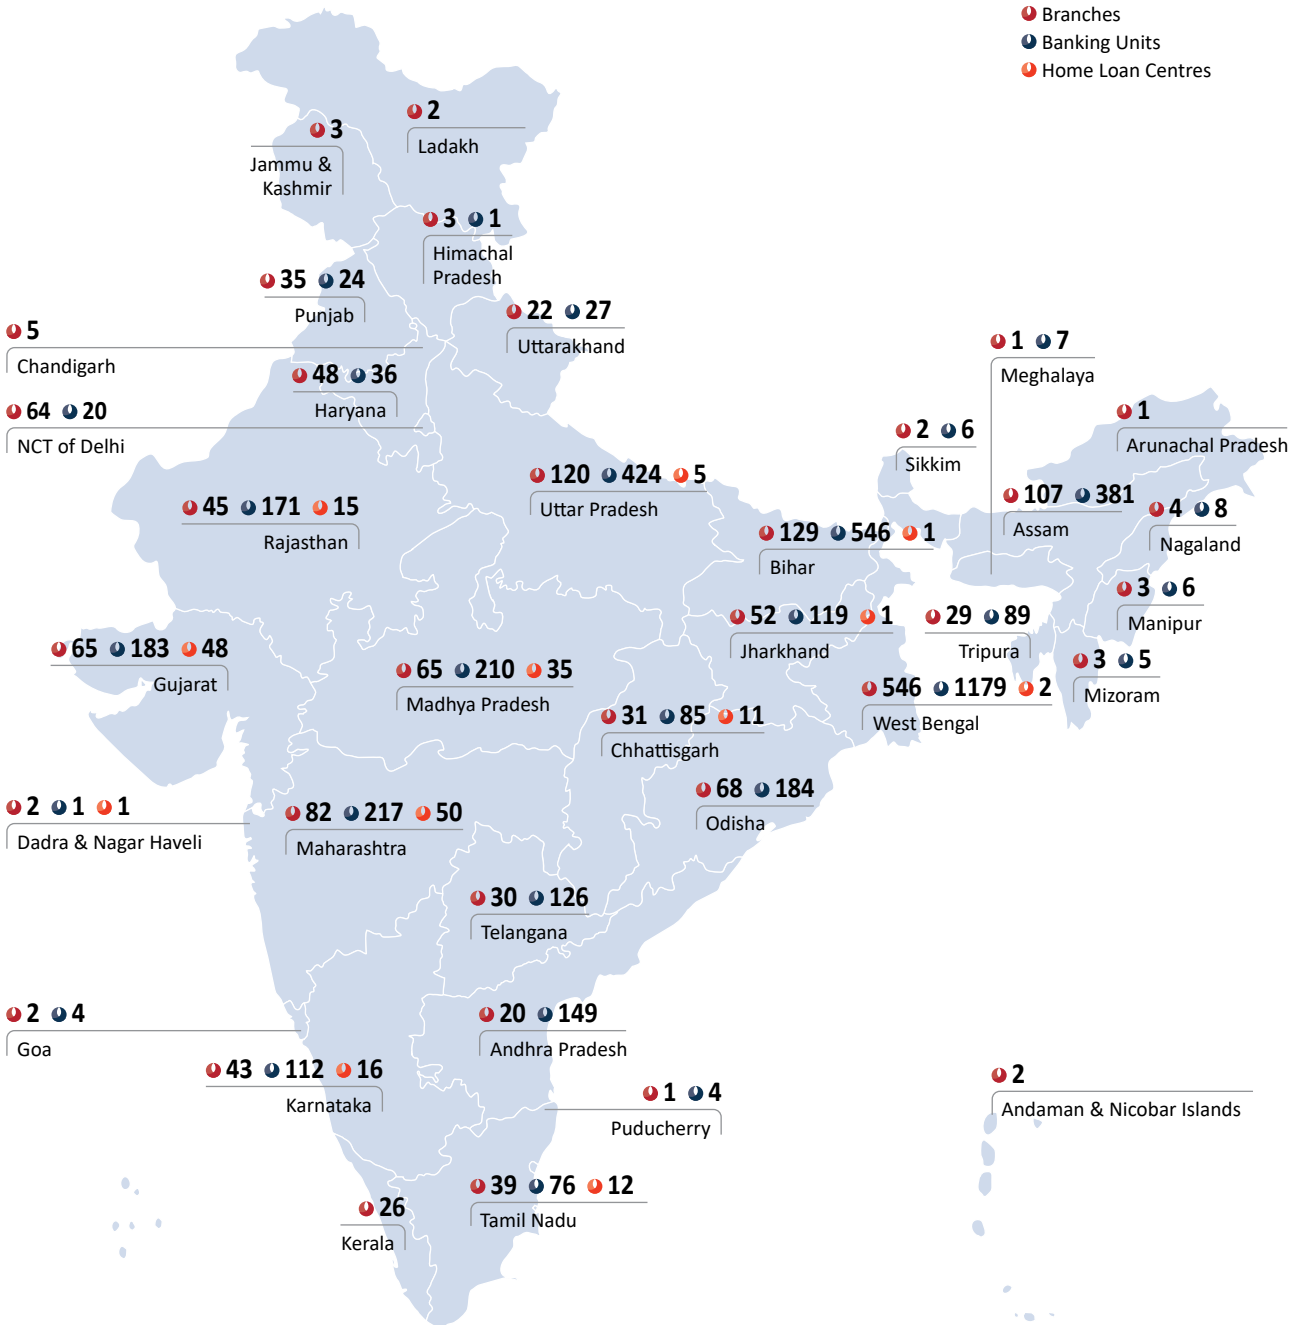 Branches
Banking Units
Home Loan Centres
2
Ladakh
3
Jammu &
Kashmir
3 1
Himachal
Pradesh
35 24
Punjab
22 27
Uttarakhand
5
Chandigarh
1 7
Meghalaya
48 36
Haryana
64 20
NCT of Delhi
1
Arunachal Pradesh
2 6
Sikkim
120 424 5
Uttar Pradesh
107 381
Assam
45 171 15
Rajasthan
4 8
Nagaland
129 546 1
Bihar
3 6
Manipur
52 119 1
Jharkhand
29 89
Tripura
65 183 48
Gujarat
65 210 35
Madhya Pradesh
3 5
Mizoram
546 1179 2
West Bengal
31 85 11
Chhattisgarh
68 184
Odisha
2 1 1
Dadra & Nagar Haveli
82 217 50
Maharashtra
30 126
Telangana
2 4
Goa
20 149
Andhra Pradesh
43 112 16
Karnataka
2
Andaman & Nicobar Islands
1 4
Puducherry
39 76 12
Tamil Nadu
26
Kerala